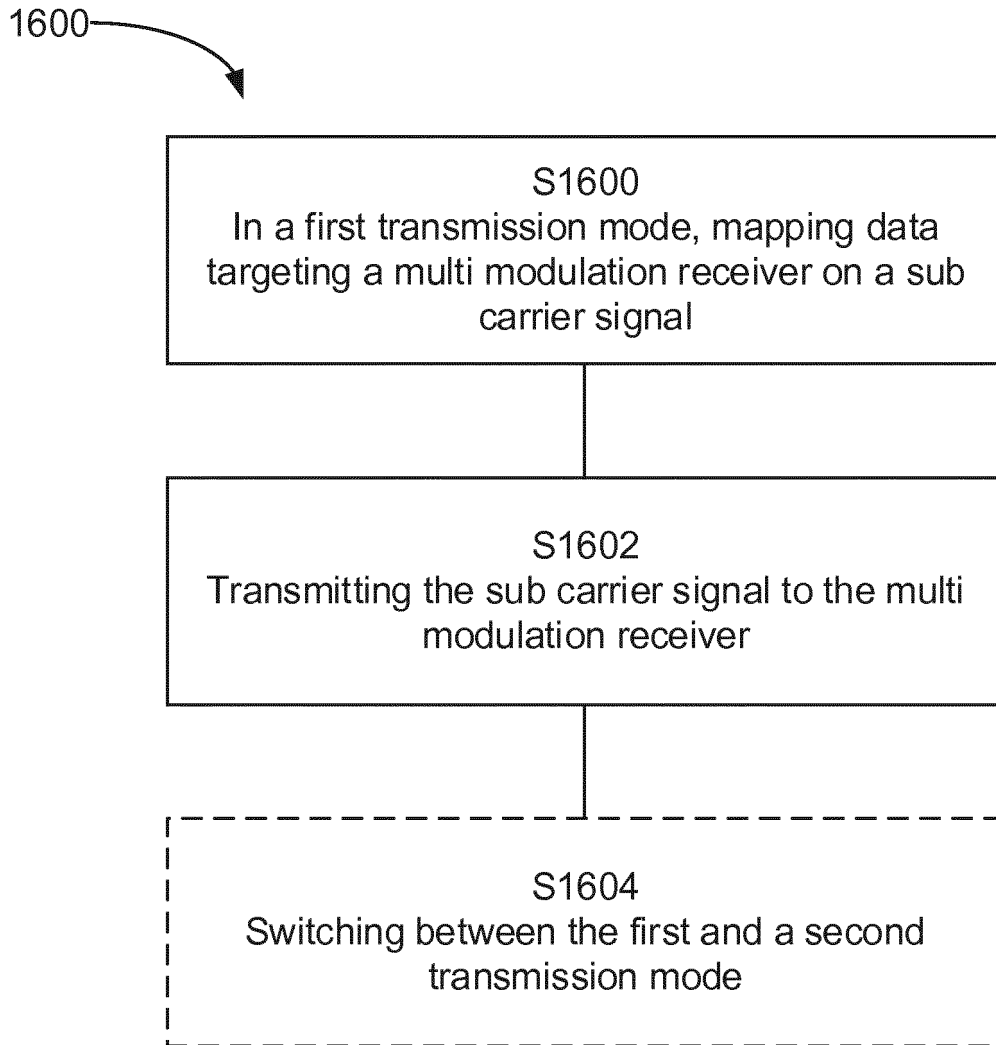 1600
S1600
In a first transmission mode, mapping data
targeting a multi modulation receiver on a sub
carrier signal
S1602
Transmitting the sub carrier signal to the multi
modulation receiver
S1604
Switching between the first and a second
transmission mode